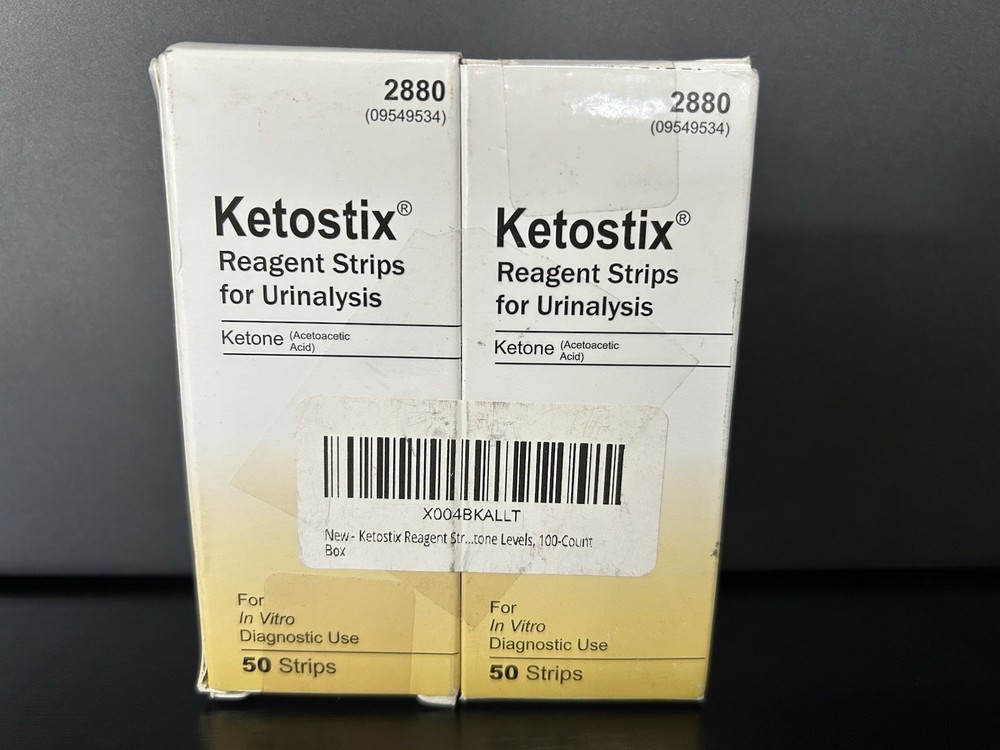 2880
(09549534)
Ketostix®
Reagent Strips
for Urinalysis
Ketone (Acetoacetic
Acid)
2880
(09549534)
Ketostix®
Reagent Strips
for Urinalysis
Ketone (Acetoacetic
Acid)
X004BKALLT
New - Ketostix Reagent Str...tone Levels, 100-Count
Box
For
In Vitro
Diagnostic Use
50 Strips
For
In Vitro
Diagnostic Use
50 Strips